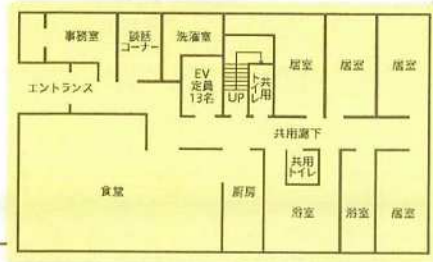 事務室
談話
コーナー
洗濯室
EV
定員
13名
UP
共用
トイレ
居室
居室
居室
エントランス
共用廊下
共用
トイレ
食堂
厨房
浴室
浴室
居室